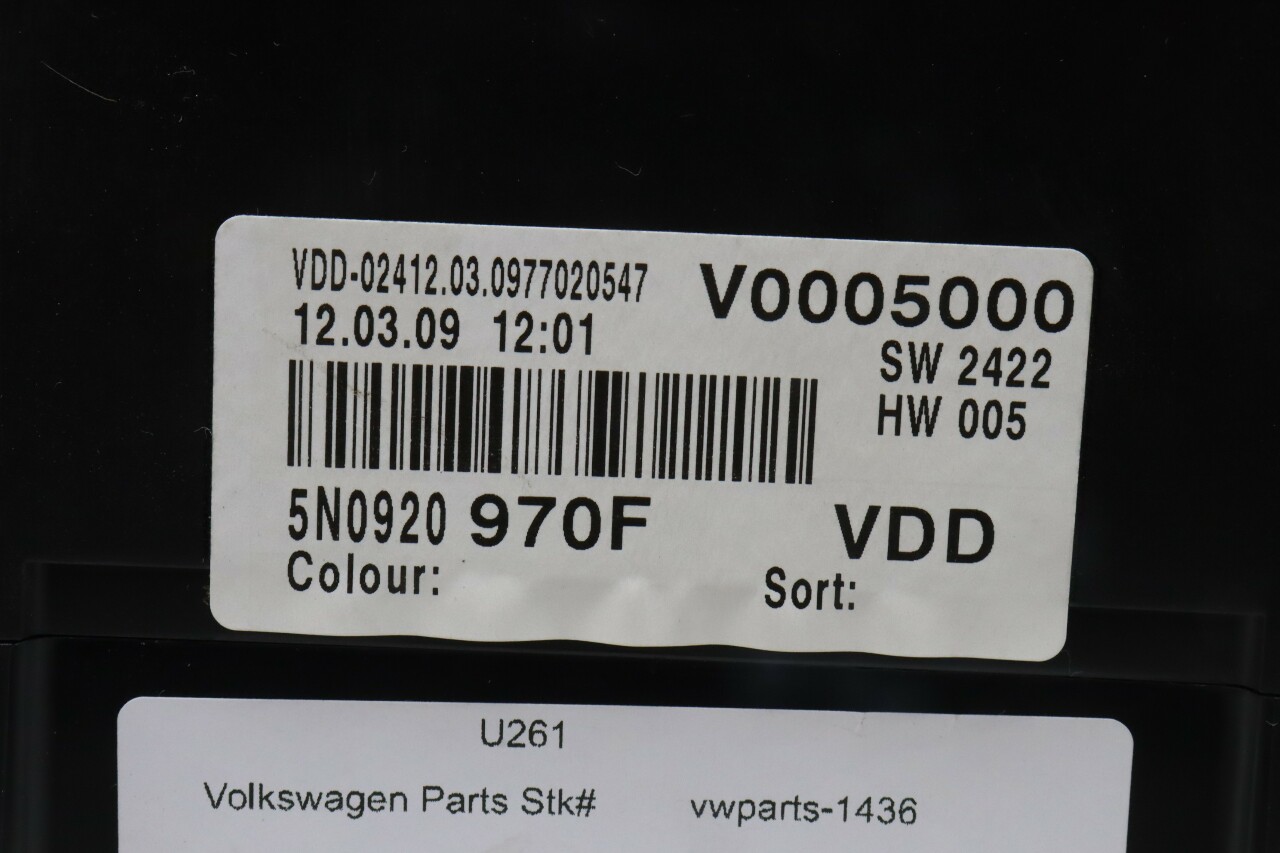 VDD-02412.03.0977020547
V0005000
12.03.09 12:01
SW 2422
HW 005
5N0920 970F
VDD
Colour:
Sort:
U261
Volkswagen Parts Stk# vwparts-1436